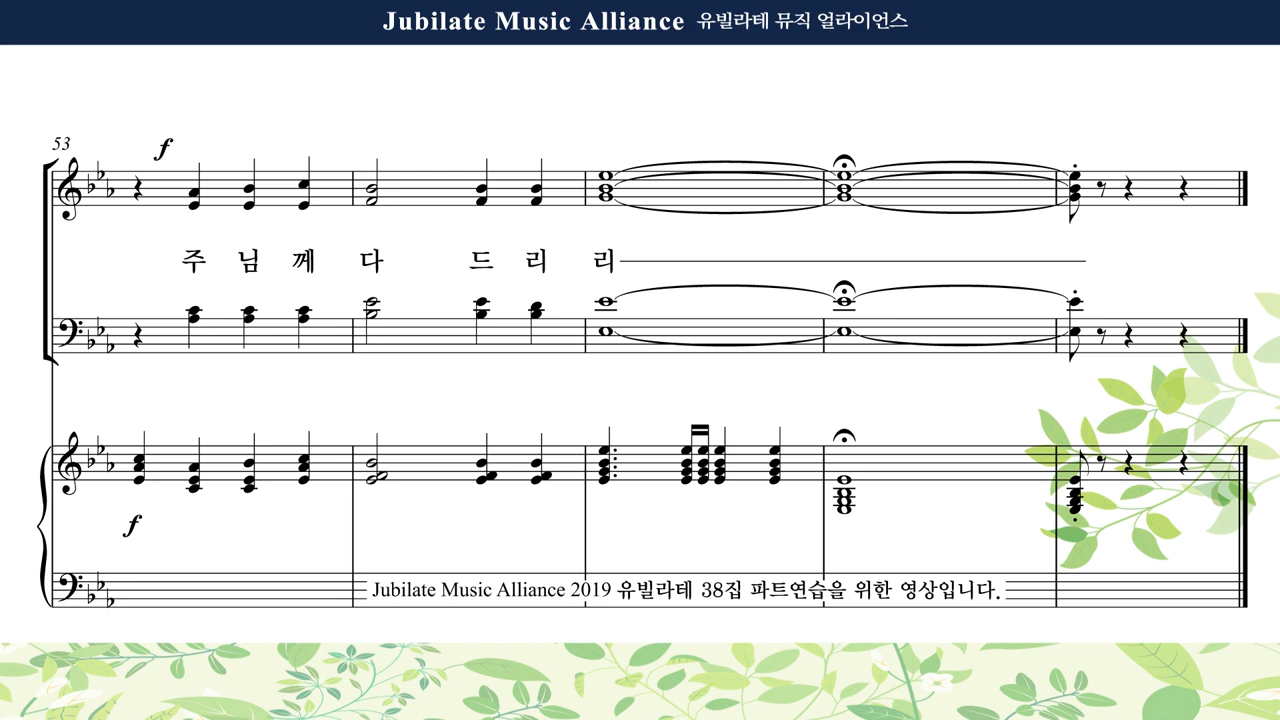 Jubilate Music Alliance 유빌라테 뮤직 얼라이언스
53
f
주 님 께 다 드 리 리
f
Jubilate Music Alliance 2019 유빌라테 38집 파트연습을 위한 영상입니다.